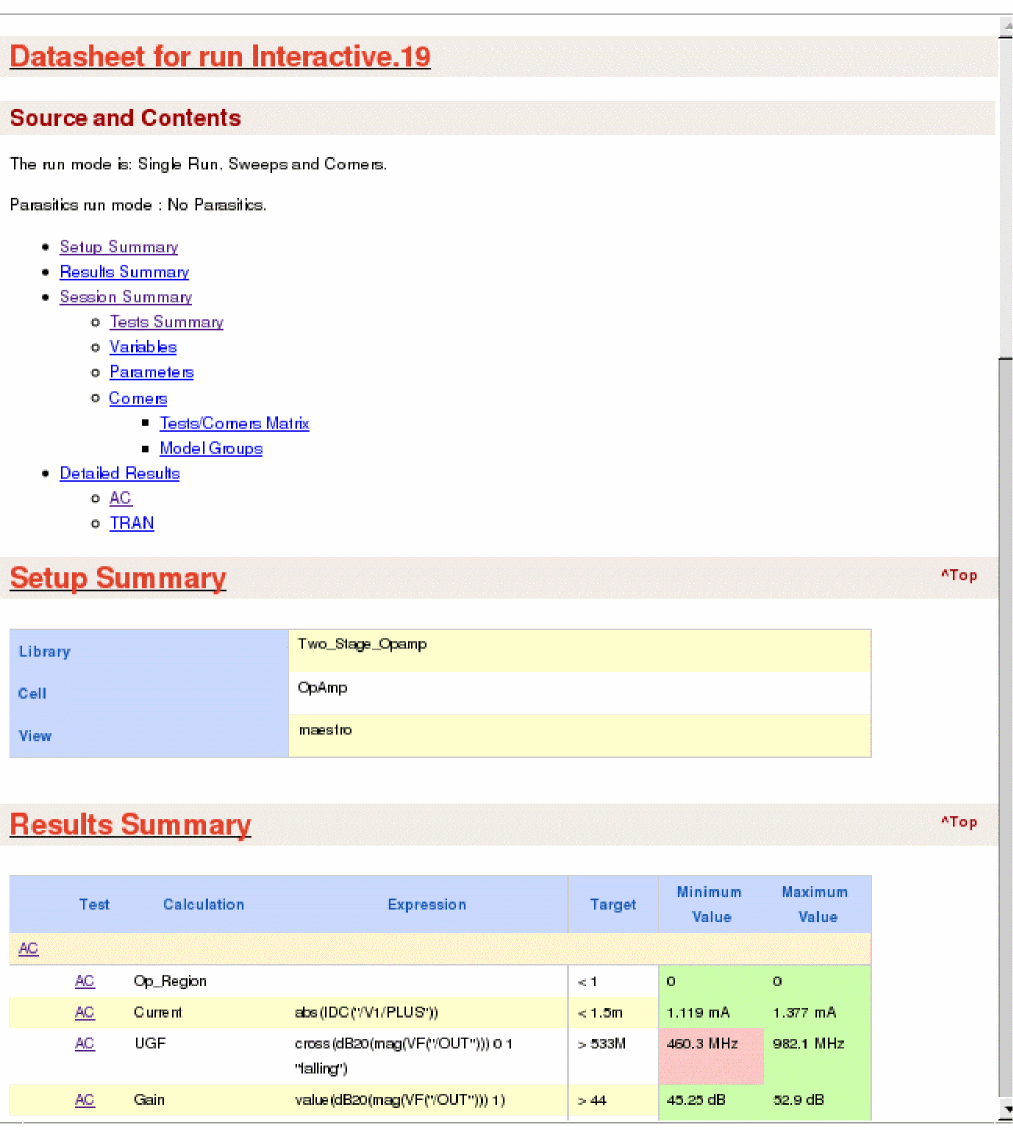 Datasheet for run Interactive.19
Source and Contents
The run mode is: Single Run, Sweeps and Corners.
Parasitics run mode : No Parasitics.
Setup Summary
Results Summary
Session Summary
Tests Summary
Variables
Parameters
Corners
Tests/Corners Matrix
Model Groups
Detailed Results
AC
TRAN
Setup Summary ^Top
Library Two_Stage_Opamp
Cell OpAmp
View maestro
Results Summary ^Top
Test Calculation Expression Target Minimum Value Maximum Value
AC
AC Op_Region < 1 0 0
AC Current abs(IDC("/V1/PLUS")) < 1.5m 1.119 mA 1.377 mA
AC UGF cross(dB20(mag(VF("/OUT"))) 0 1 > 533M 460.3 MHz 982.1 MHz
"falling")
AC Gain value(dB20(mag(VF("/OUT"))) 1) > 44 45.25 dB 52.9 dB